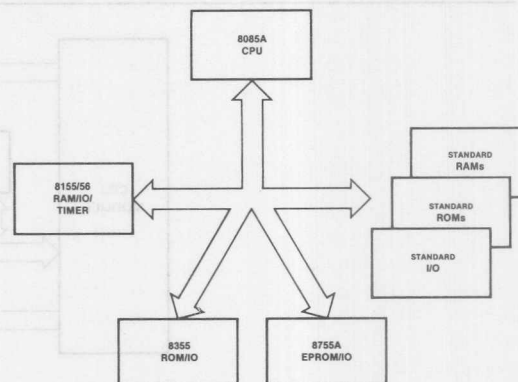 8085A
CPU
8155/56
RAM/IO/
TIMER
STANDARD
RAMs
STANDARD
ROMs
STANDARD
I/O
8355
ROM/IO
8755A
EPROM/IO